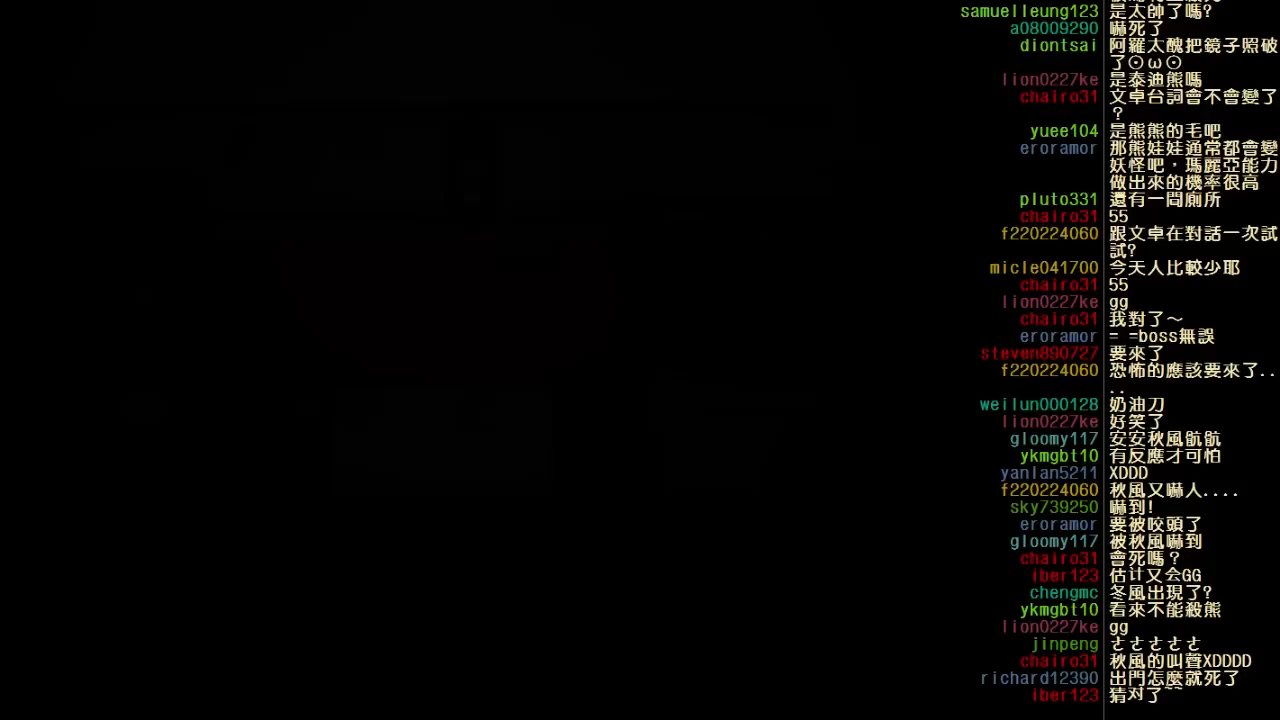 samuelleung123 是太帥了嗎?
a08009290 嚇死了
diontsai 阿羅太醜把鏡子照破
了⊙ω⊙
lion0227ke 是泰迪熊嗎
chairo31 文卓台詞會不會變了
?
yuee104 是熊熊的毛吧
eroramor 那熊娃娃通常都會變
妖怪吧，瑪麗亞能力
做出來的機率很高
pluto331 還有一間廁所
chairo31 55
f220224060 跟文卓在對話一次試
試?
micle041700 今天人比較少耶
chairo31 55
lion0227ke gg
chairo31 我對了～
eroramor = =boss無誤
steven890727 要來了
f220224060 恐怖的應該要來了..
..
weilun000128 奶油刀
lion0227ke 好笑了
gloomy117 安安秋風骯骯
ykmgbt10 有反應才可怕
yanlan5211 XDDD
f220224060 秋風又嚇人....
sky739250 嚇到!
eroramor 要被咬頭了
gloomy117 被秋風嚇到
chairo31 會死嗎?
iber123 估计又会GG
chengmc 冬風出現了?
ykmgbt10 看來不能殺熊
lion0227ke gg
jinpeng さささささ
chairo31 秋風的叫聲XDDDD
richard12390 出門怎麼就死了
iber123 猜对了~~